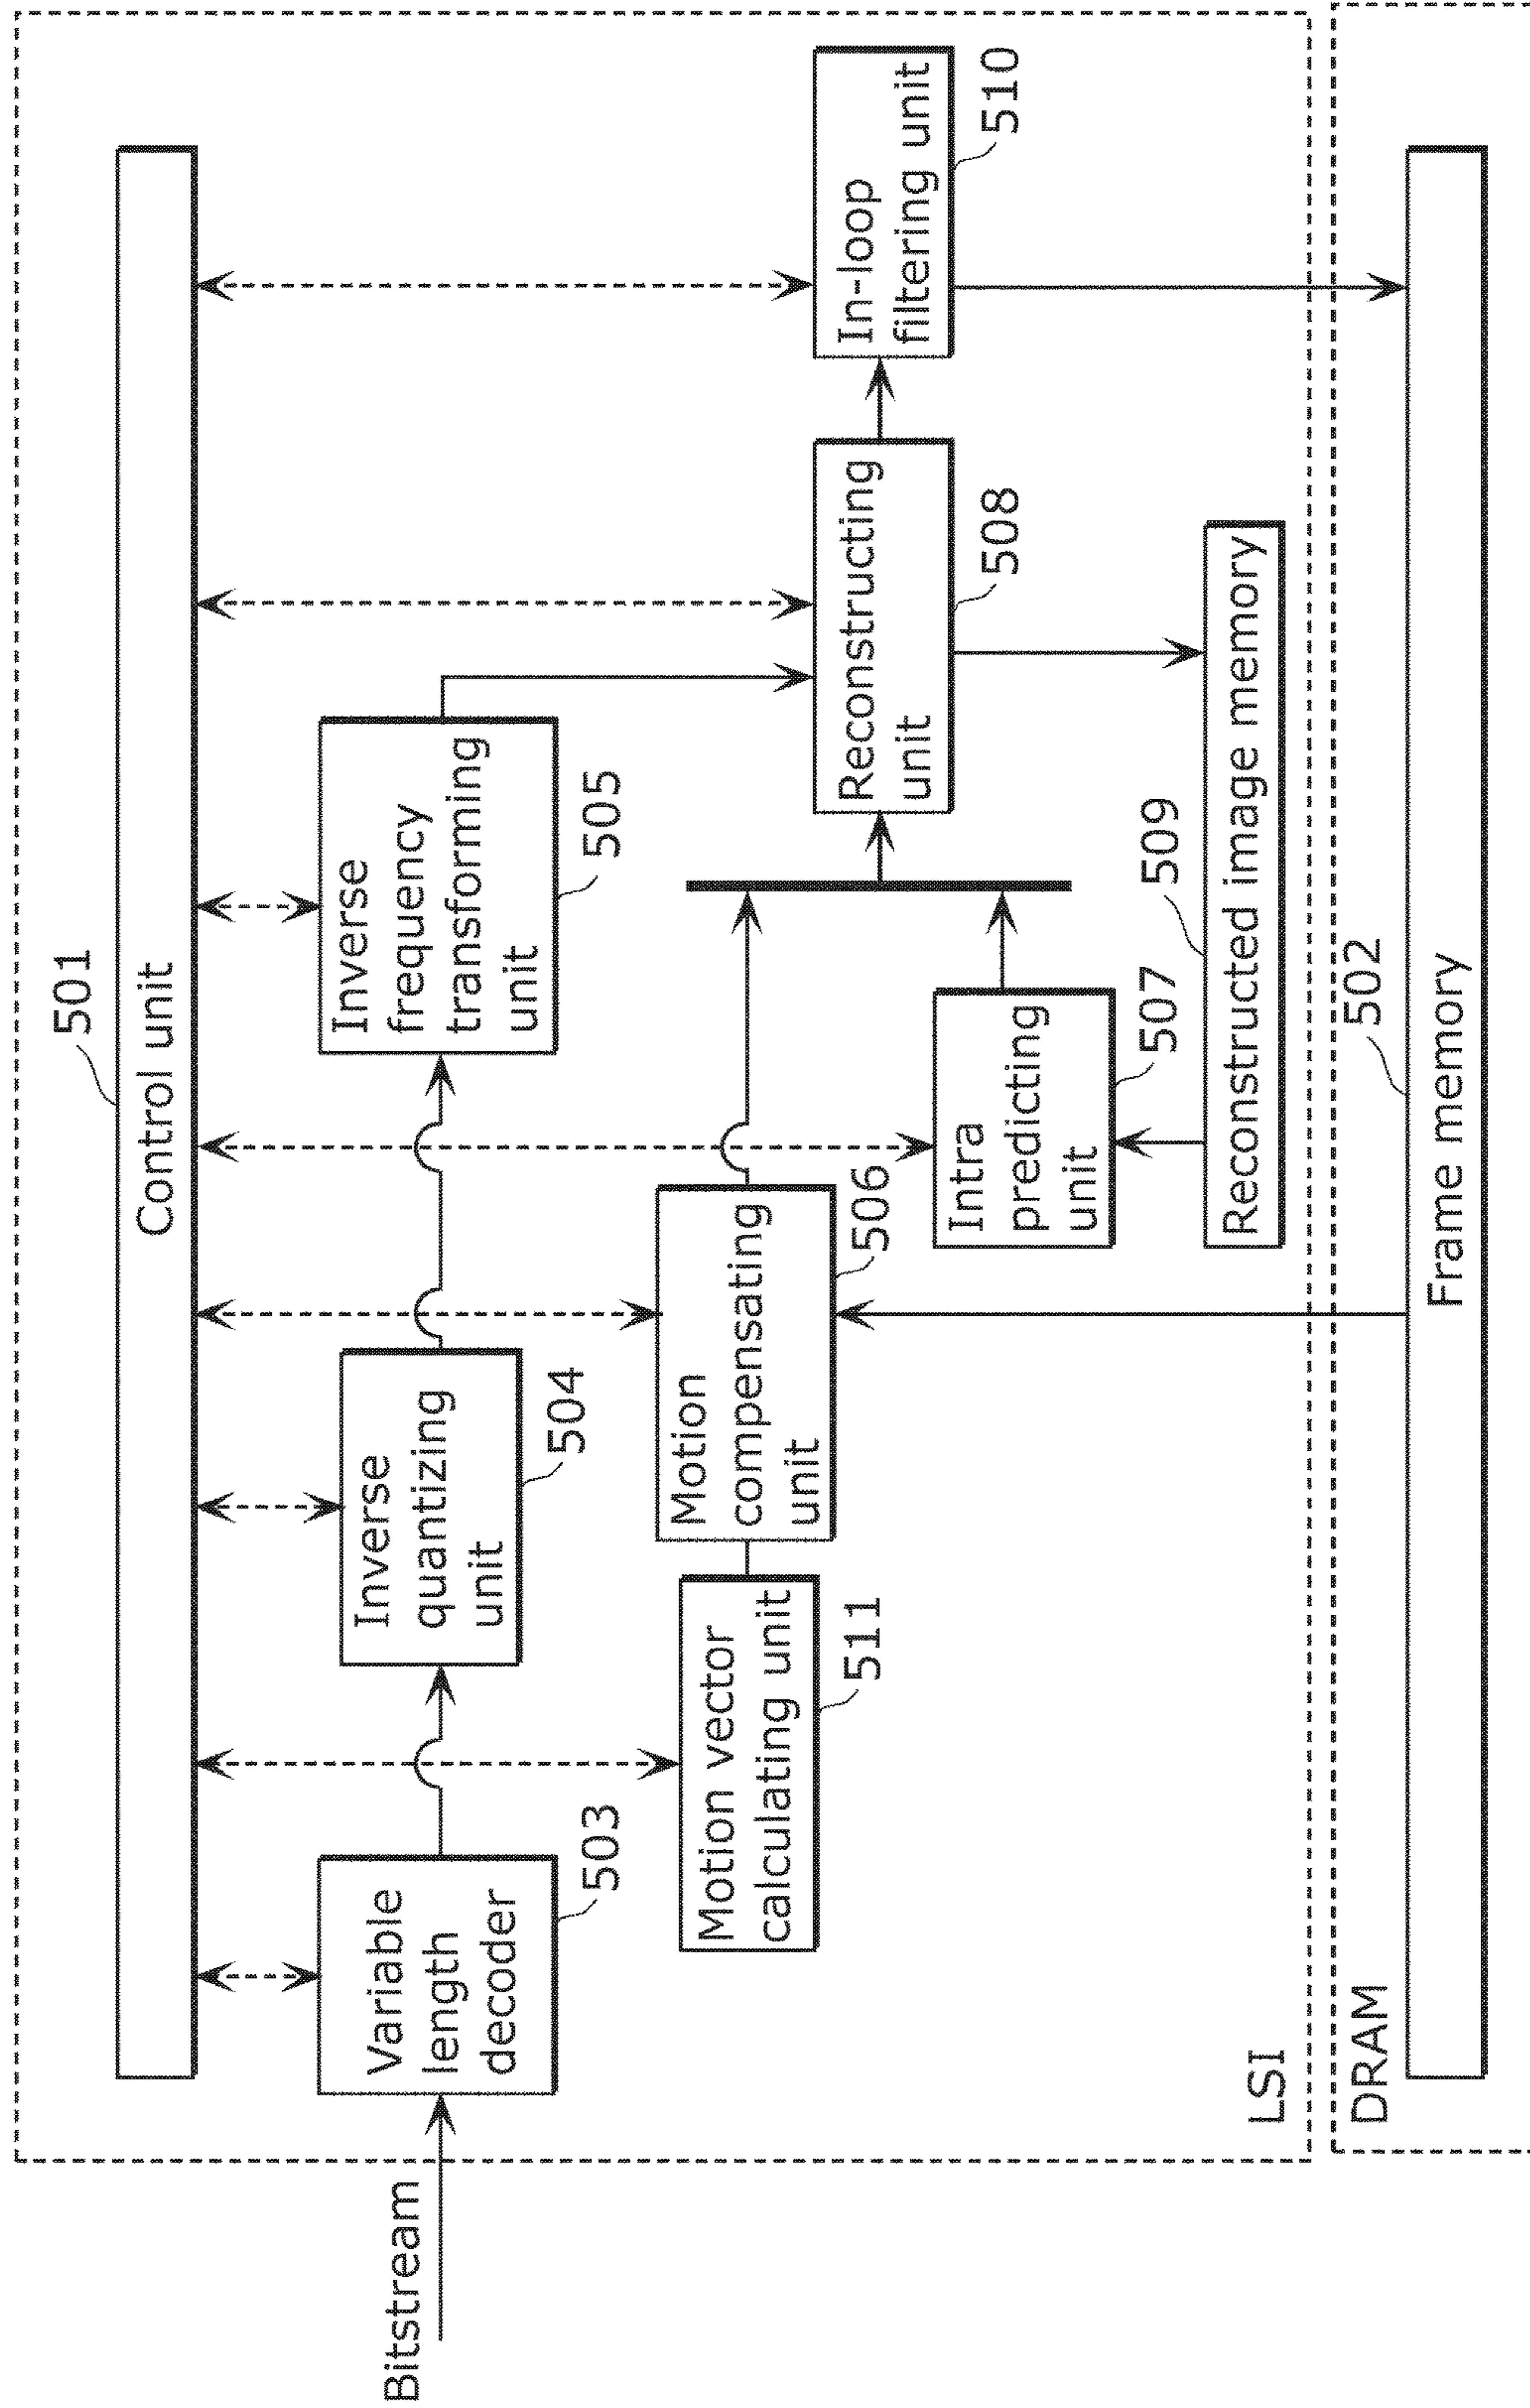 501
Control unit
Bitstream
Variable
length
decoder
503
Inverse
quantizing
unit
504
Inverse
frequency
transforming
unit
505
Motion vector
calculating unit
511
Motion
compensating
unit
506
Intra
predicting
unit
507
Reconstructing
unit
508
In-loop
filtering unit
510
509
Reconstructed image memory
LSI
DRAM
502
Frame memory